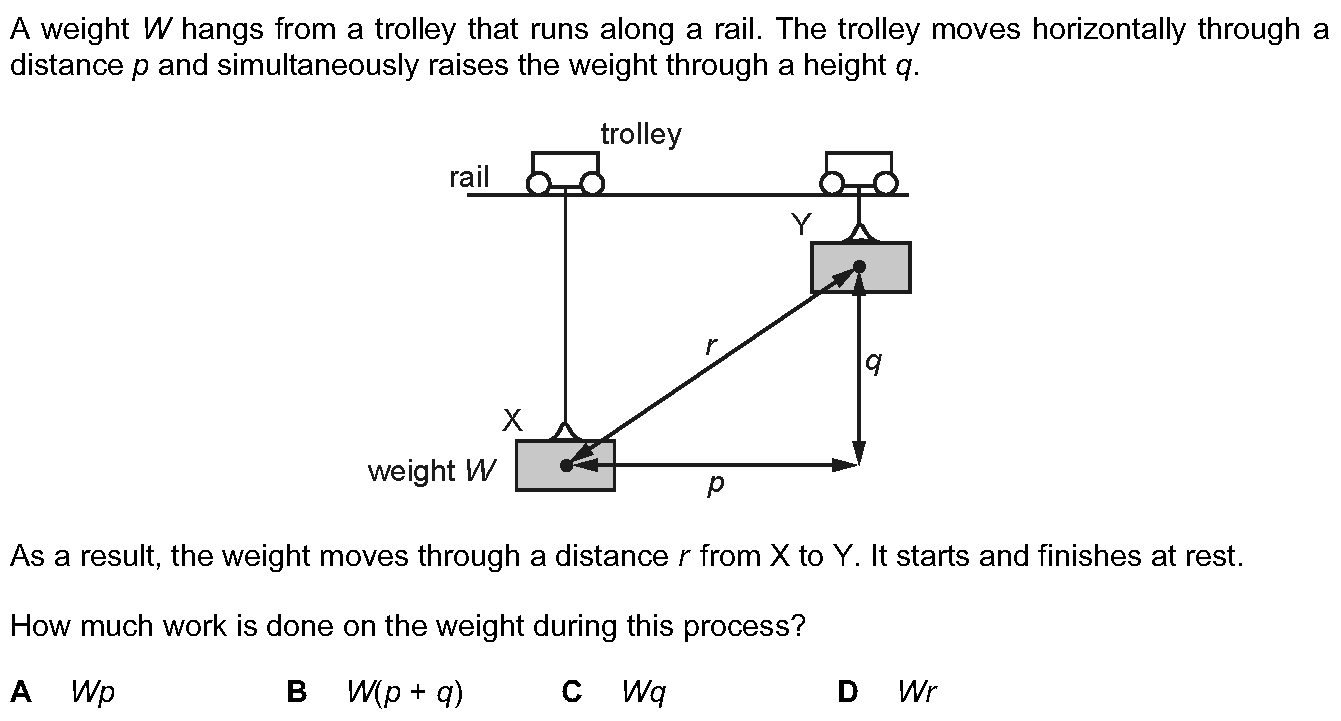 A weight W hangs from a trolley that runs along a rail. The trolley moves horizontally through a
distance p and simultaneously raises the weight through a height q.
trolley
rail
Y
r
q
X
weight W
p
As a result, the weight moves through a distance r from X to Y. It starts and finishes at rest.
How much work is done on the weight during this process?
A Wp B W(p + q) C Wq D Wr